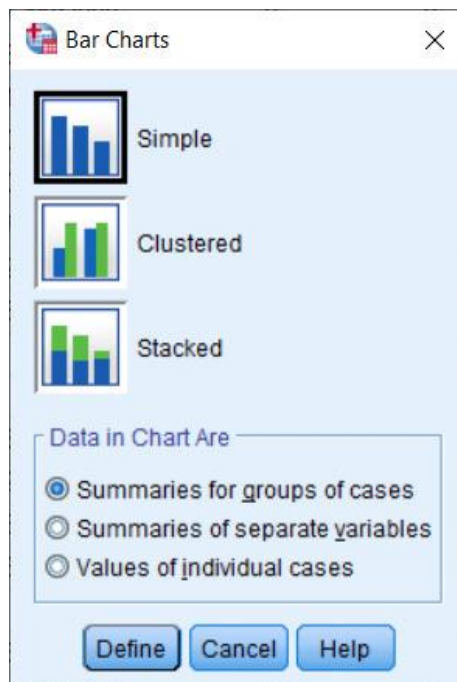 Bar Charts
Simple
Clustered
Stacked
Data in Chart Are
Summaries for groups of cases
Summaries of separate variables
Values of individual cases
Define Cancel Help